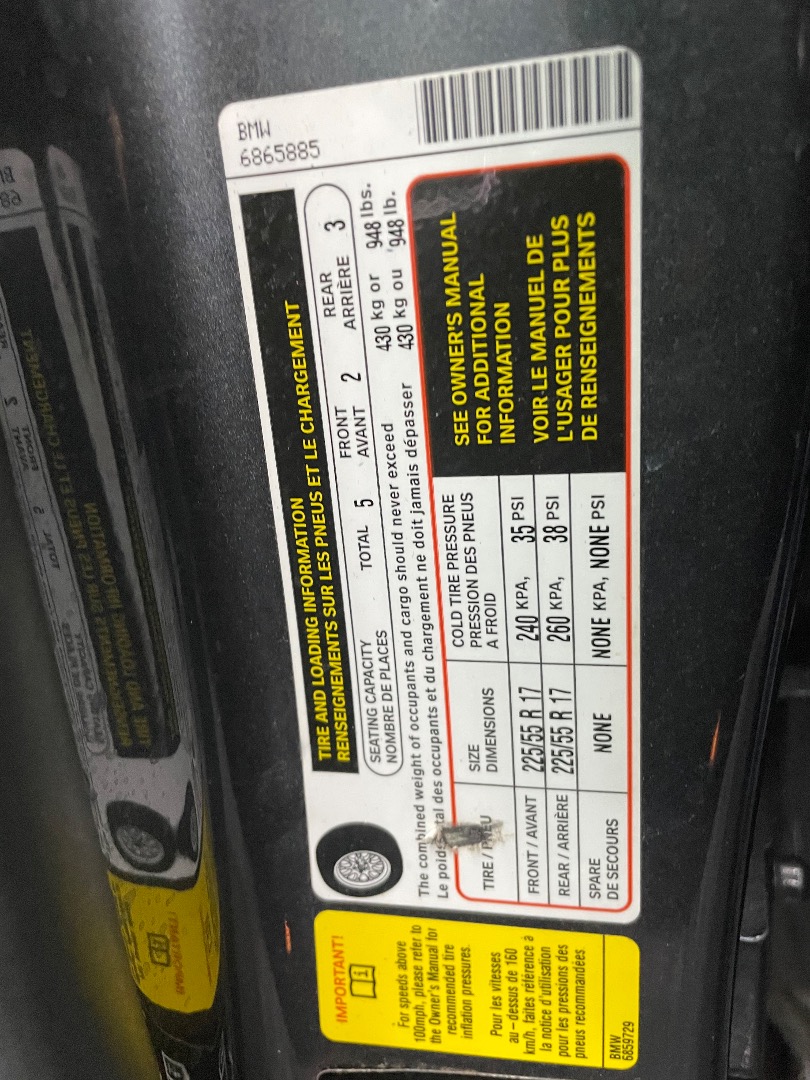 BMW
6865885
TIRE AND LOADING INFORMATION
RENSEIGNEMENTS SUR LES PNEUS ET LE CHARGEMENT
SEATING CAPACITY
NOMBRE DE PLACES
TOTAL 5
FRONT
AVANT 2
REAR
ARRIÈRE 3
The combined weight of occupants and cargo should never exceed 430 kg or 948 lbs.
Le poids tal des occupants et du chargement ne doit jamais dépasser 430 kg ou 948 lb.
TIRE / PNEU
SIZE
DIMENSIONS
COLD TIRE PRESSURE
PRESSION DES PNEUS
A FROID
FRONT / AVANT 225/55 R 17 240 KPA, 35 PSI
REAR / ARRIÈRE 225/55 R 17 260 KPA, 38 PSI
SPARE
DE SECOURS
NONE NONE KPA, NONE PSI
SEE OWNER'S MANUAL
FOR ADDITIONAL
INFORMATION
VOIR LE MANUEL DE
L'USAGER POUR PLUS
DE RENSEIGNEMENTS
IMPORTANT!
For speeds above
100mph, please refer to
the Owner's Manual for
recommended tire
inflation pressures.
Pour les vitesses
au-dessus de 160
km/h, faites référence à
la notice d'utilisation
pour les pressions des
pneus recommandées
BMW
6859729